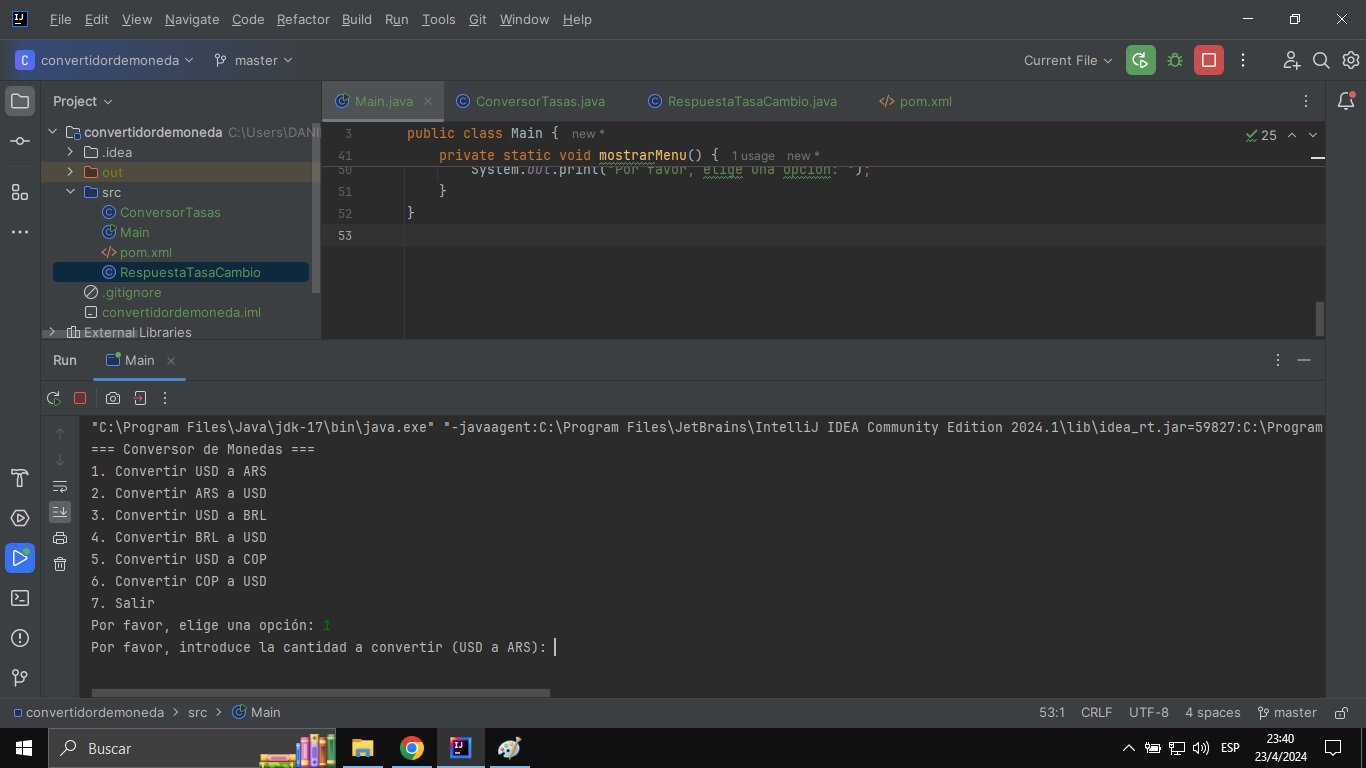 File Edit View Navigate Code Refactor Build Run Tools Git Window Help
C convertidordemoneda master Current File
Project
Main.java ConversorTasas.java RespuestaTasaCambio.java </> pom.xml
convertidordemoneda C:\Users\DANI
.idea
out
src
ConversorTasas
Main
</> pom.xml
RespuestaTasaCambio
.gitignore
convertidordemoneda.iml
External Libraries
3 public class Main { new *
25
41 private static void mostrarMenu() { 1 usage new *
50 System.out.print("Por favor, elige una opción: ");
51 }
52 }
53
Run Main
"C:\Program Files\Java\jdk-17\bin\java.exe" "-javaagent:C:\Program Files\JetBrains\IntelliJ IDEA Community Edition 2024.1\lib\idea_rt.jar=59827:C:\Program
=== Conversor de Monedas ===
1. Convertir USD a ARS
2. Convertir ARS a USD
3. Convertir USD a BRL
4. Convertir BRL a USD
5. Convertir USD a COP
6. Convertir COP a USD
7. Salir
Por favor, elige una opción: 1
Por favor, introduce la cantidad a convertir (USD a ARS):
convertidordemoneda > src > Main
53:1 CRLF UTF-8 4 spaces master
Buscar
ESP
23:40
23/4/2024